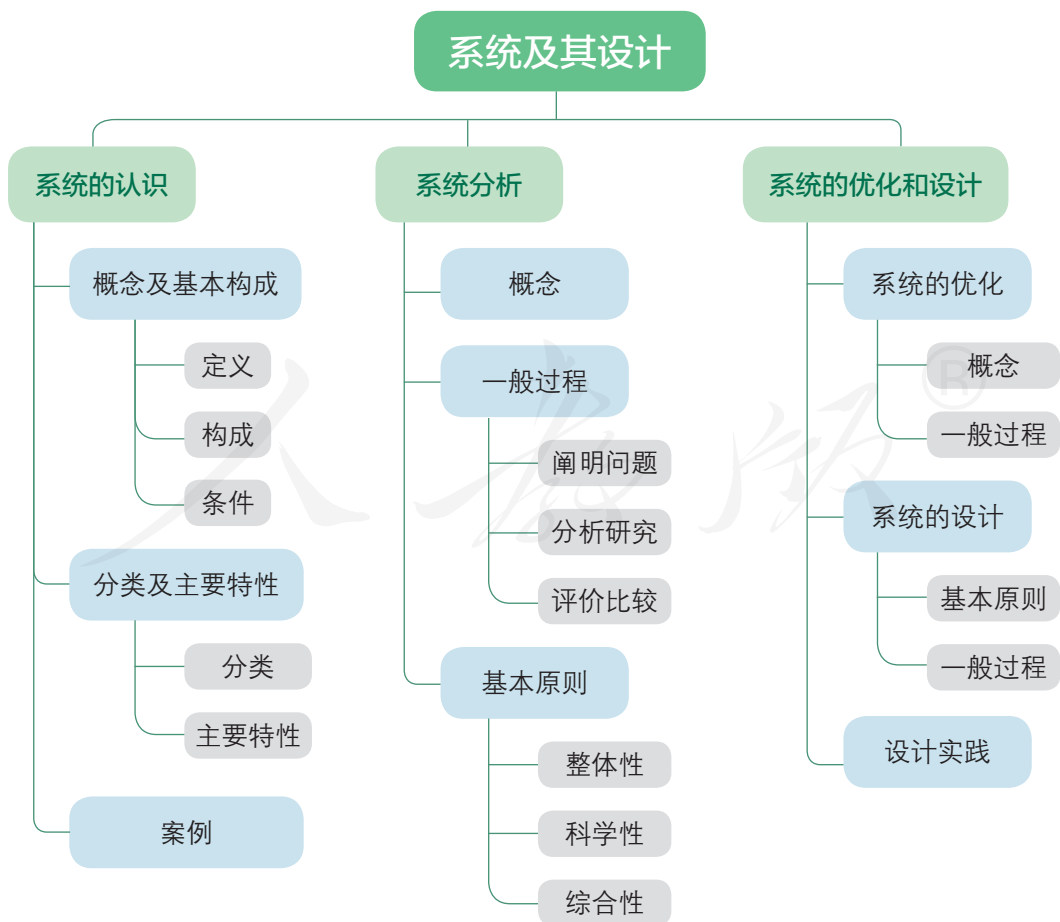 系统及其设计
系统的认识
概念及基本构成
定义
构成
条件
分类及主要特性
分类
主要特性
案例
系统分析
概念
一般过程
阐明问题
分析研究
评价比较
基本原则
整体性
科学性
综合性
系统的优化和设计
系统的优化
概念
一般过程
系统的设计
基本原则
一般过程
设计实践
人教版®